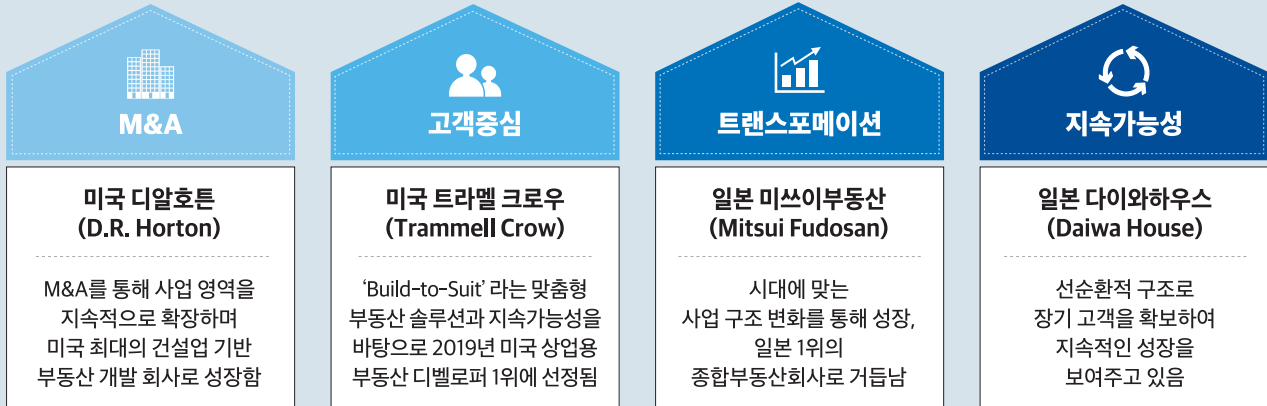 M&A
미국 디알호튼
(D.R. Horton)
M&A를 통해 사업 영역을
지속적으로 확장하며
미국 최대의 건설업 기반
부동산 개발 회사로 성장함
고객중심
미국 트라멜 크로우
(Trammell Crow)
‘Build-to-Suit’ 라는 맞춤형
부동산 솔루션과 지속가능성을
바탕으로 2019년 미국 상업용
부동산 디벨로퍼 1위에 선정됨
트랜스포메이션
일본 미쓰이부동산
(Mitsui Fudosan)
시대에 맞는
사업 구조 변화를 통해 성장,
일본 1위의
종합부동산회사로 거듭남
지속가능성
일본 다이와하우스
(Daiwa House)
선순환적 구조로
장기 고객을 확보하여
지속적인 성장을
보여주고 있음